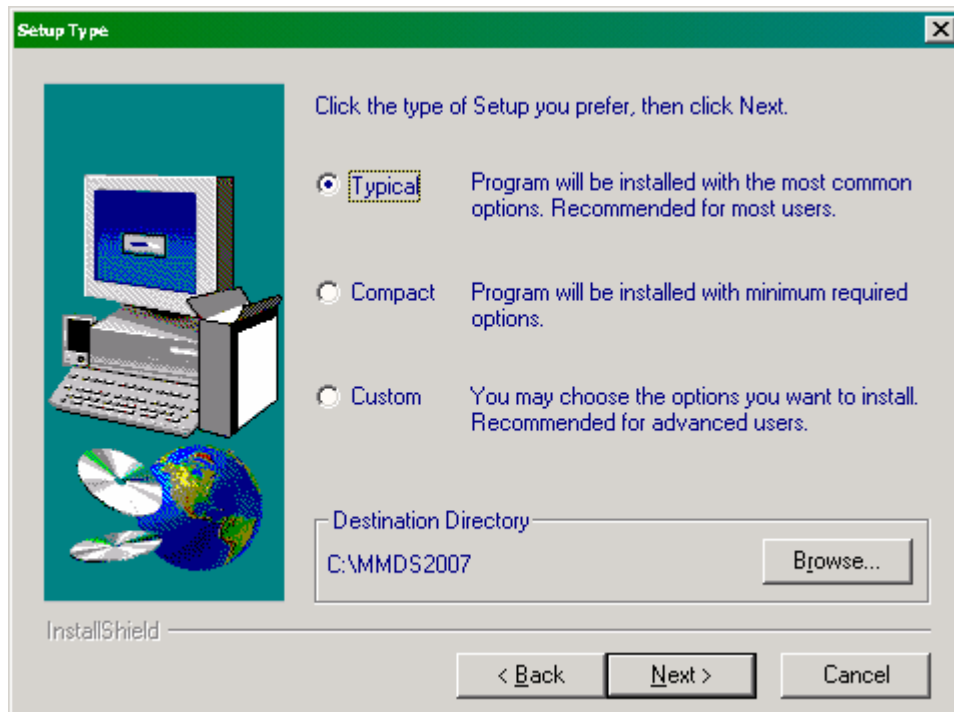 Setup Type
Click the type of Setup you prefer, then click Next.
Typical
Program will be installed with the most common
options. Recommended for most users.
Compact
Program will be installed with minimum required
options.
Custom
You may choose the options you want to install.
Recommended for advanced users.
Destination Directory
C:\MMDS2007
Browse...
InstallShield
< Back
Next >
Cancel